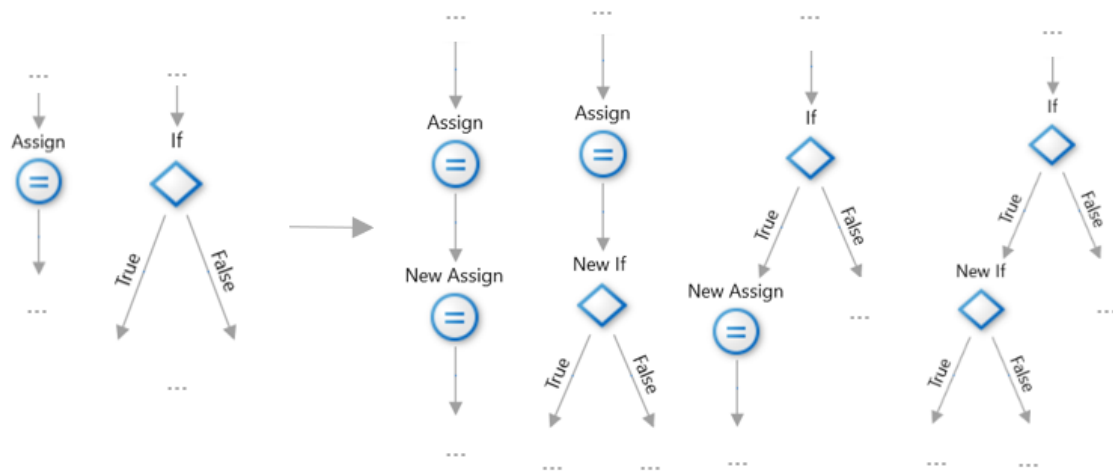 ...
...
...
...
...
...
Assign
If
Assign
Assign
If
If
=
=
=
True
False
True
False
True
False
New Assign
New If
New Assign
New If
...
...
...
=
=
True
False
True
False
...
...
...
...
...
...
...